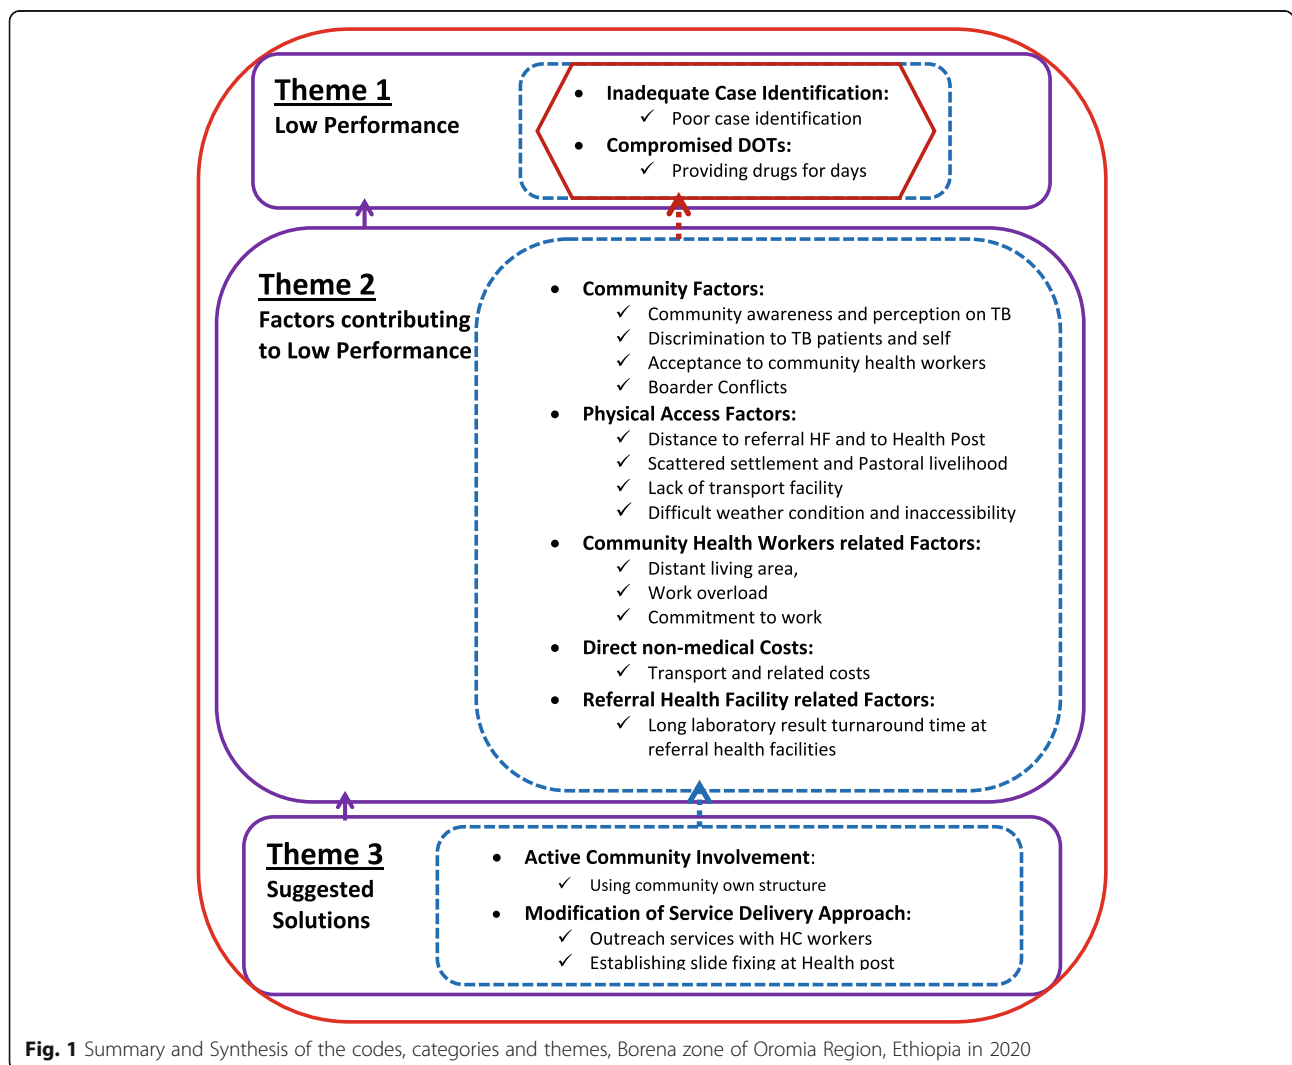 Theme 1
Low Performance
• Inadequate Case Identification:
✓ Poor case identification
• Compromised DOTs:
✓ Providing drugs for days
Theme 2
Factors contributing
to Low Performance
• Community Factors:
✓ Community awareness and perception on TB
✓ Discrimination to TB patients and self
✓ Acceptance to community health workers
✓ Boarder Conflicts
• Physical Access Factors:
✓ Distance to referral HF and to Health Post
✓ Scattered settlement and Pastoral livelihood
✓ Lack of transport facility
✓ Difficult weather condition and inaccessibility
• Community Health Workers related Factors:
✓ Distant living area,
✓ Work overload
✓ Commitment to work
• Direct non-medical Costs:
✓ Transport and related costs
• Referral Health Facility related Factors:
✓ Long laboratory result turnaround time at
referral health facilities
Theme 3
Suggested
Solutions
• Active Community Involvement:
✓ Using community own structure
• Modification of Service Delivery Approach:
✓ Outreach services with HC workers
✓ Establishing slide fixing at Health post
Fig. 1 Summary and Synthesis of the codes, categories and themes, Borena zone of Oromia Region, Ethiopia in 2020